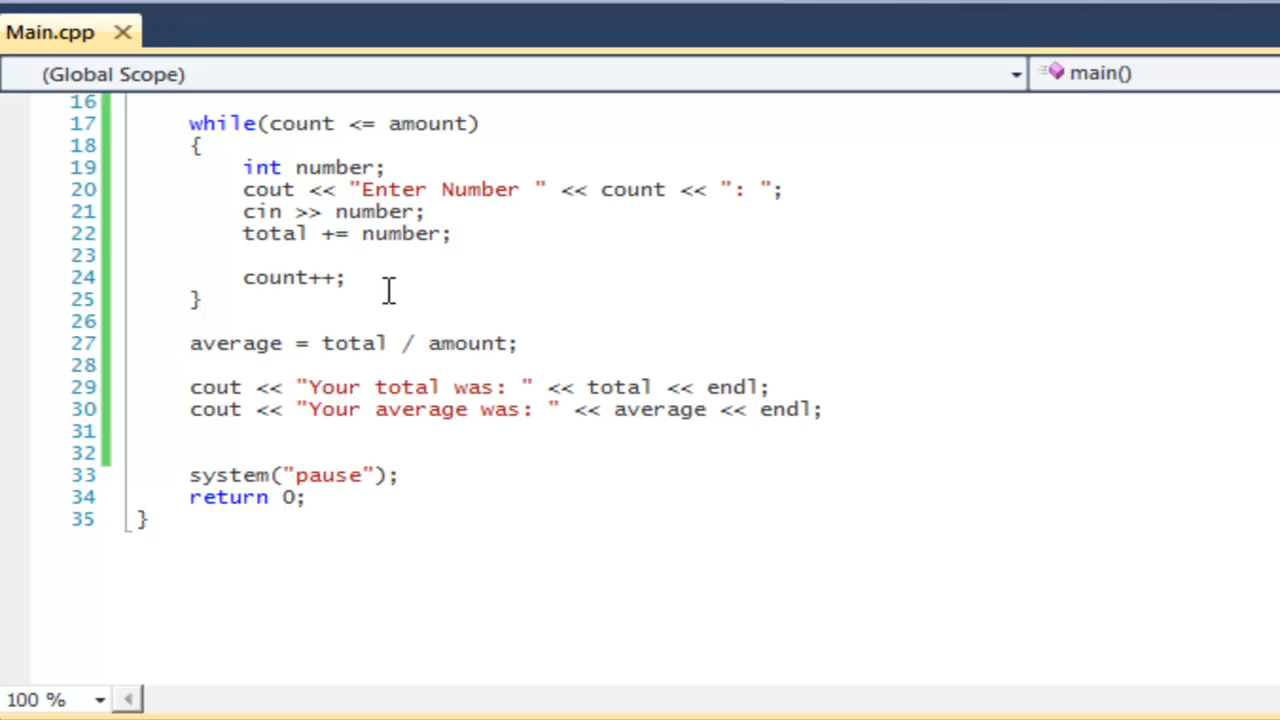 Main.cpp
(Global Scope) main()
16
17 while(count <= amount)
18 {
19 int number;
20 cout << "Enter Number " << count << ": ";
21 cin >> number;
22 total += number;
23
24 count++;
25 }
26
27 average = total / amount;
28
29 cout << "Your total was: " << total << endl;
30 cout << "Your average was: " << average << endl;
31
32
33 system("pause");
34 return 0;
35 }
100 %